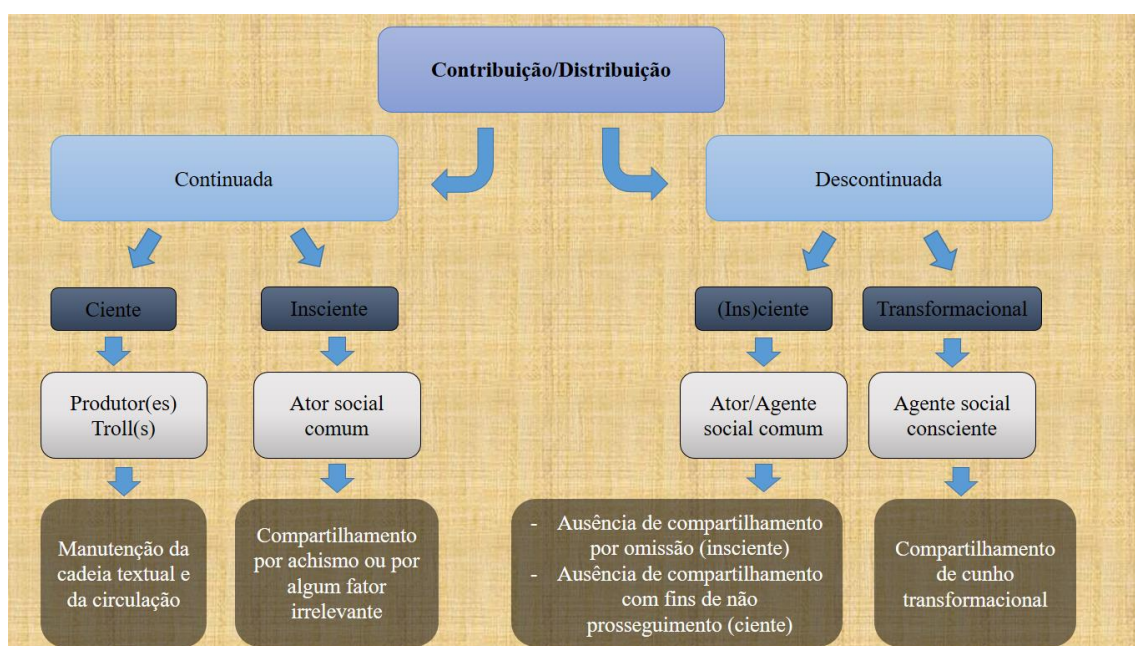 Contribuição/Distribuição
Continuada
Descontinuada
Ciente
Insciente
(Ins)ciente
Transformacional
Produtor(es)
Troll(s)
Ator social
comum
Ator/Agente
social comum
Agente social
consciente
Manutenção da
cadeia textual e
da circulação
Compartilhamento
por achismo ou por
algum fator
irrelevante
- Ausência de compartilhamento
por omissão (insciente)
- Ausência de compartilhamento
com fins de não
prosseguimento (ciente)
Compartilhamento
de cunho
transformacional